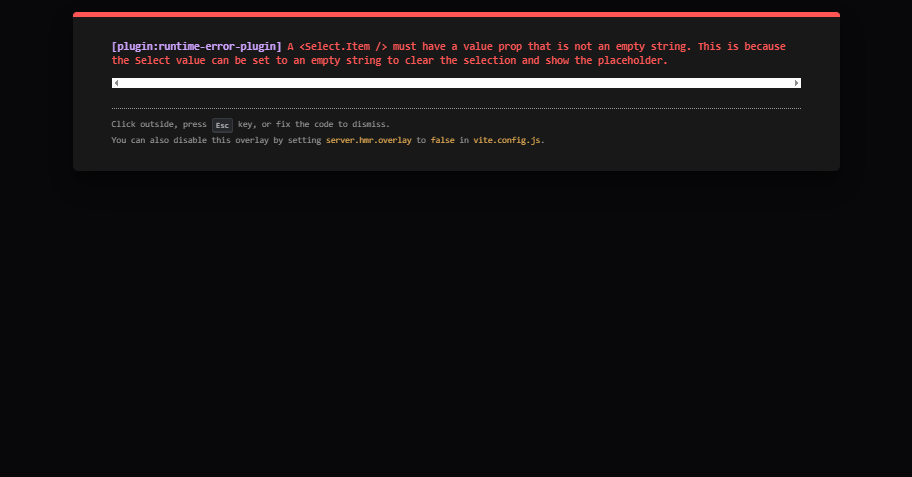 [plugin:runtime-error-plugin] A <Select.Item /> must have a value prop that is not an empty string. This is because
the Select value can be set to an empty string to clear the selection and show the placeholder.
Click outside, press Esc key, or fix the code to dismiss.
You can also disable this overlay by setting server.hmr.overlay to false in vite.config.js.